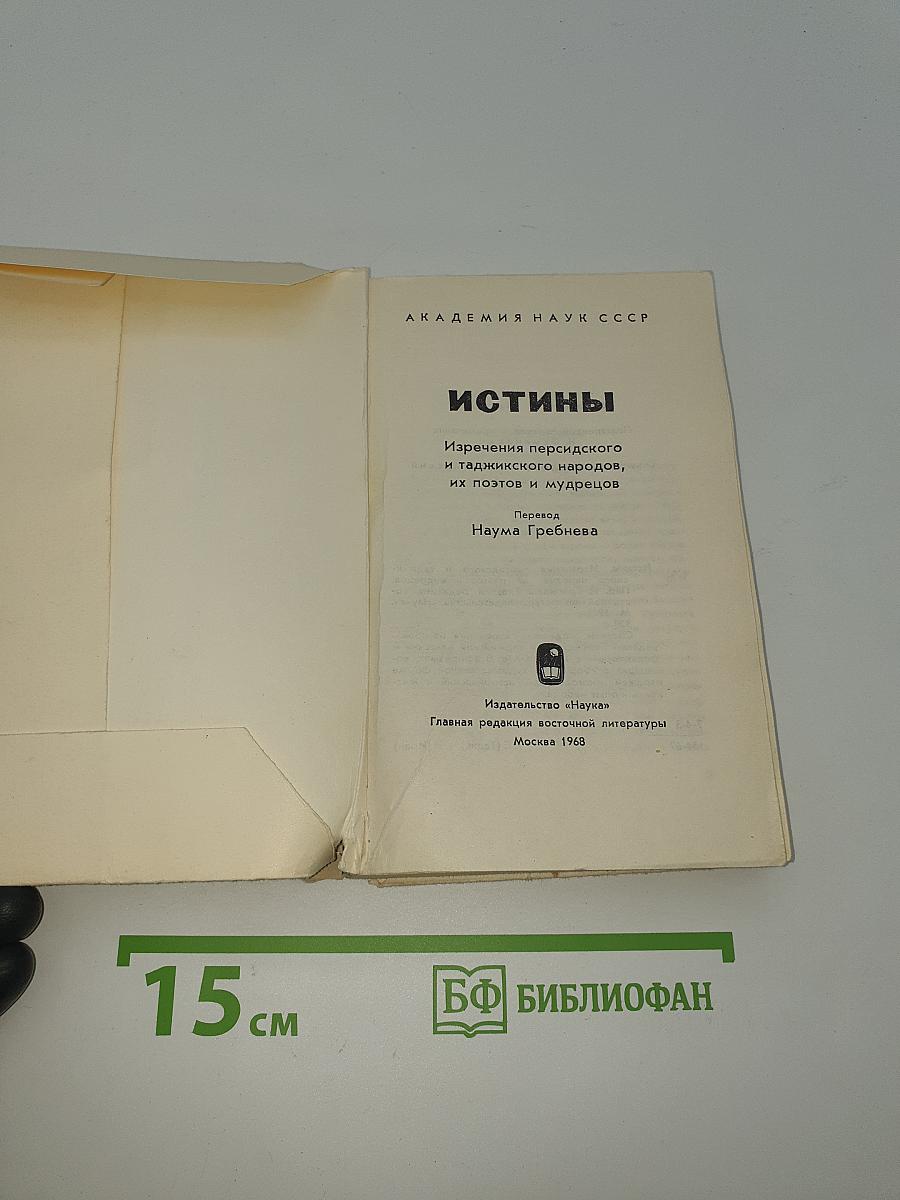 АКАДЕМИЯ НАУК СССР
ИСТИНЫ
Изречения персидского
и таджикского народов,
их поэтов и мудрецов
Перевод
Наума Гребнева
Издательство «Наука»
Главная редакция восточной литературы
Москва 1968
15 см
БФ БИБЛИОФАН